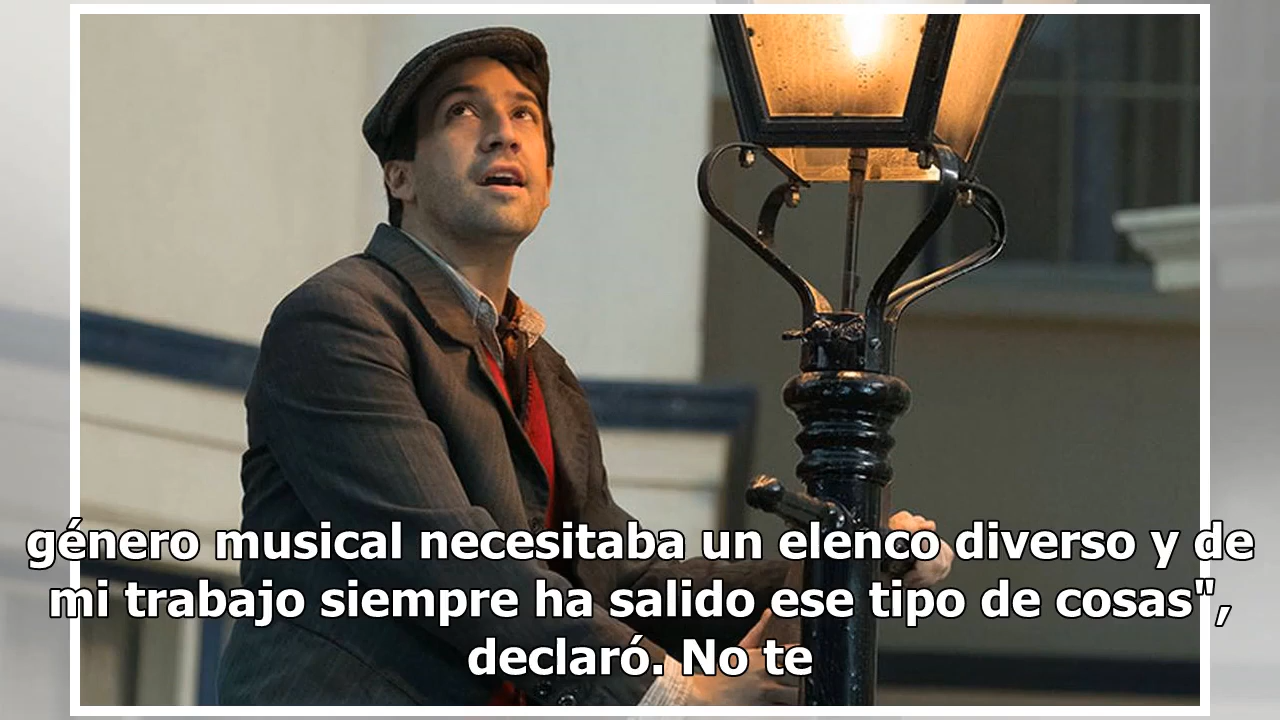 género musical necesitaba un elenco diverso y de
mi trabajo siempre ha salido ese tipo de cosas",
declaró. No te